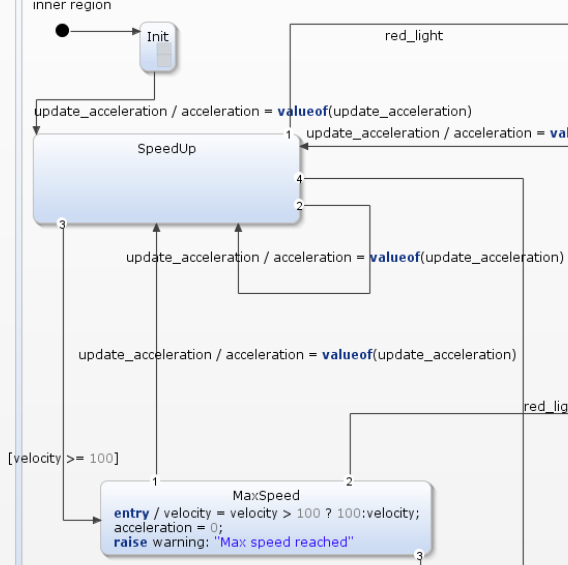 inner region
Init
red_light
update_acceleration / acceleration = valueof(update_acceleration)
1
update_acceleration / acceleration = val
SpeedUp
4
2
3
update_acceleration / acceleration = valueof(update_acceleration)
update_acceleration / acceleration = valueof(update_acceleration)
red_lig
[velocity >= 100]
1
2
MaxSpeed
entry / velocity = velocity > 100 ? 100:velocity;
acceleration = 0;
raise warning: "Max speed reached"
3